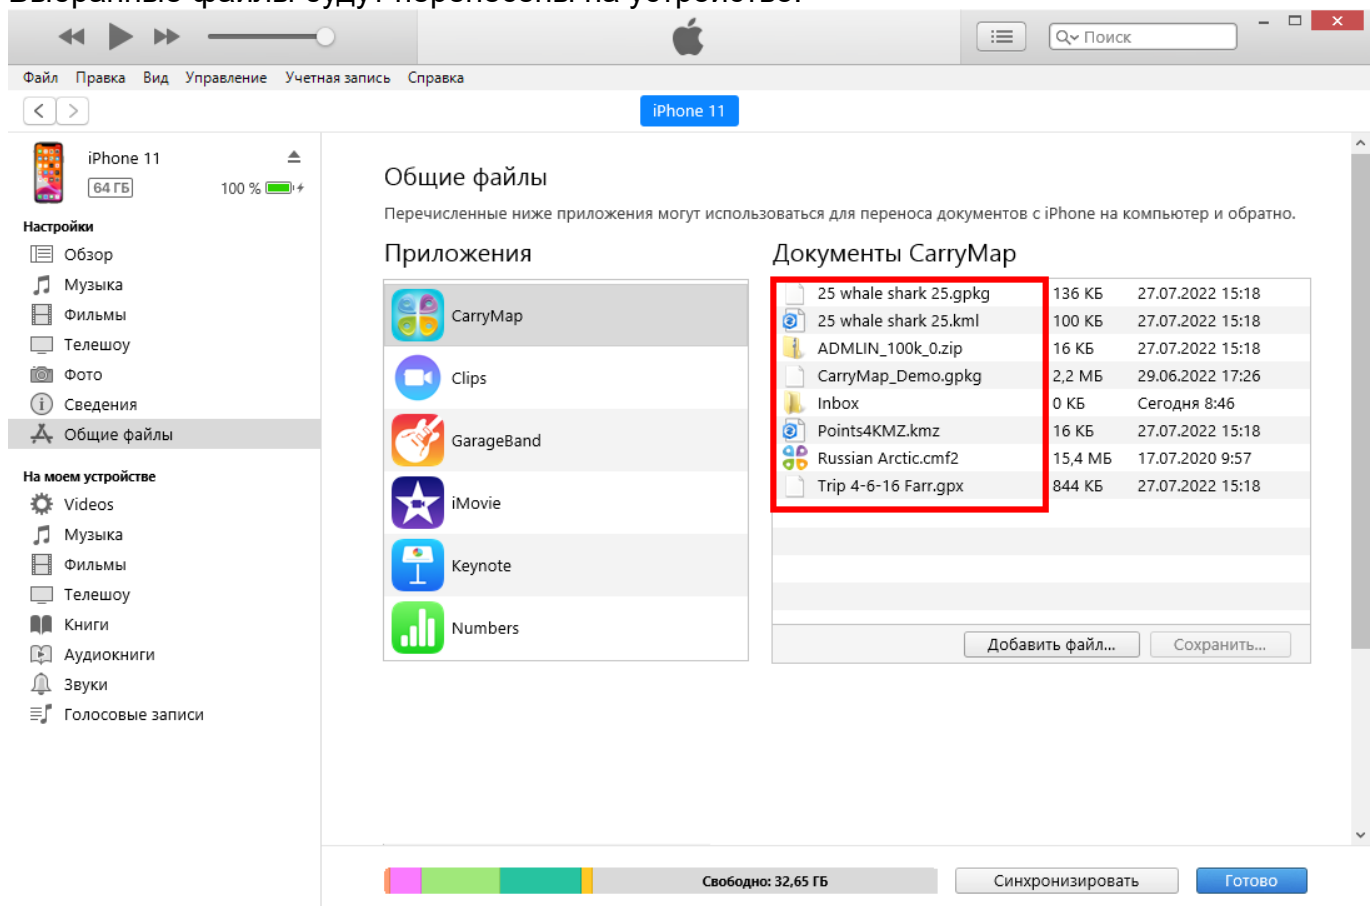 Выбранные файлы будут перенесены на устройство.
Поиск
Файл Правка Вид Управление Учетная запись Справка
iPhone 11
iPhone 11
64 ГБ 100 %
Настройки
Обзор
Музыка
Фильмы
Телешоу
Фото
Сведения
Общие файлы
На моем устройстве
Videos
Музыка
Фильмы
Телешоу
Книги
Аудиокниги
Звуки
Голосовые записи
Общие файлы
Перечисленные ниже приложения могут использоваться для переноса документов с iPhone на компьютер и обратно.
Приложения
CarryMap
Clips
GarageBand
iMovie
Keynote
Numbers
Документы CarryMap
25 whale shark 25.gpkg 136 КБ 27.07.2022 15:18
25 whale shark 25.kml 100 КБ 27.07.2022 15:18
ADMLIN_100k_0.zip 16 КБ 27.07.2022 15:18
CarryMap_Demo.gpkg 2,2 МБ 29.06.2022 17:26
Inbox 0 КБ Сегодня 8:46
Points4KMZ.kmz 16 КБ 27.07.2022 15:18
Russian Arctic.cmf2 15,4 МБ 17.07.2020 9:57
Trip 4-6-16 Farr.gpx 844 КБ 27.07.2022 15:18
Добавить файл... Сохранить...
Свободно: 32,65 ГБ
Синхронизировать Готово